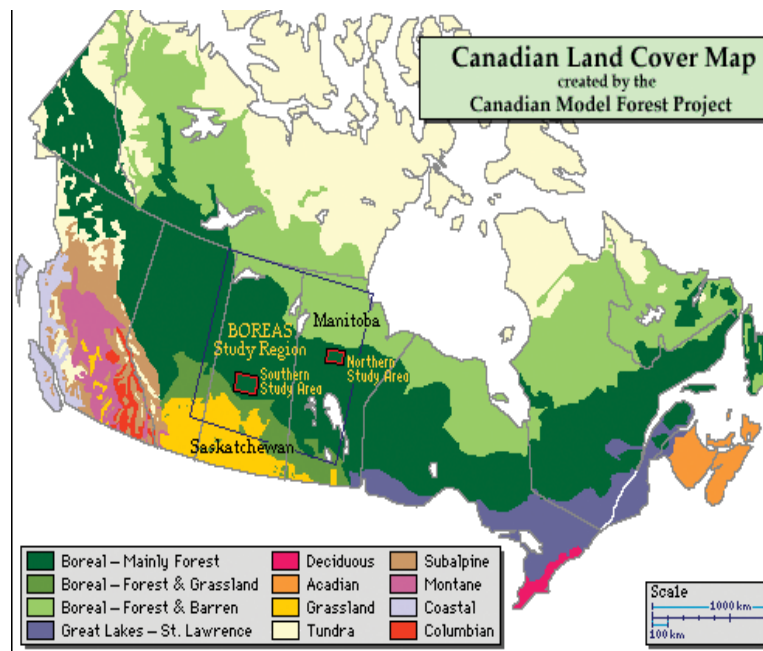 Canadian Land Cover Map
created by the
Canadian Model Forest Project
Manitoba
BOREAS
Study Region
Northern
Study Area
Southern
Study Area
Saskatchewan
Boreal – Mainly Forest
Boreal – Forest & Grassland
Boreal – Forest & Barren
Great Lakes – St. Lawrence
Deciduous
Acadian
Grassland
Tundra
Subalpine
Montane
Coastal
Columbian
Scale
1000 km
100 km